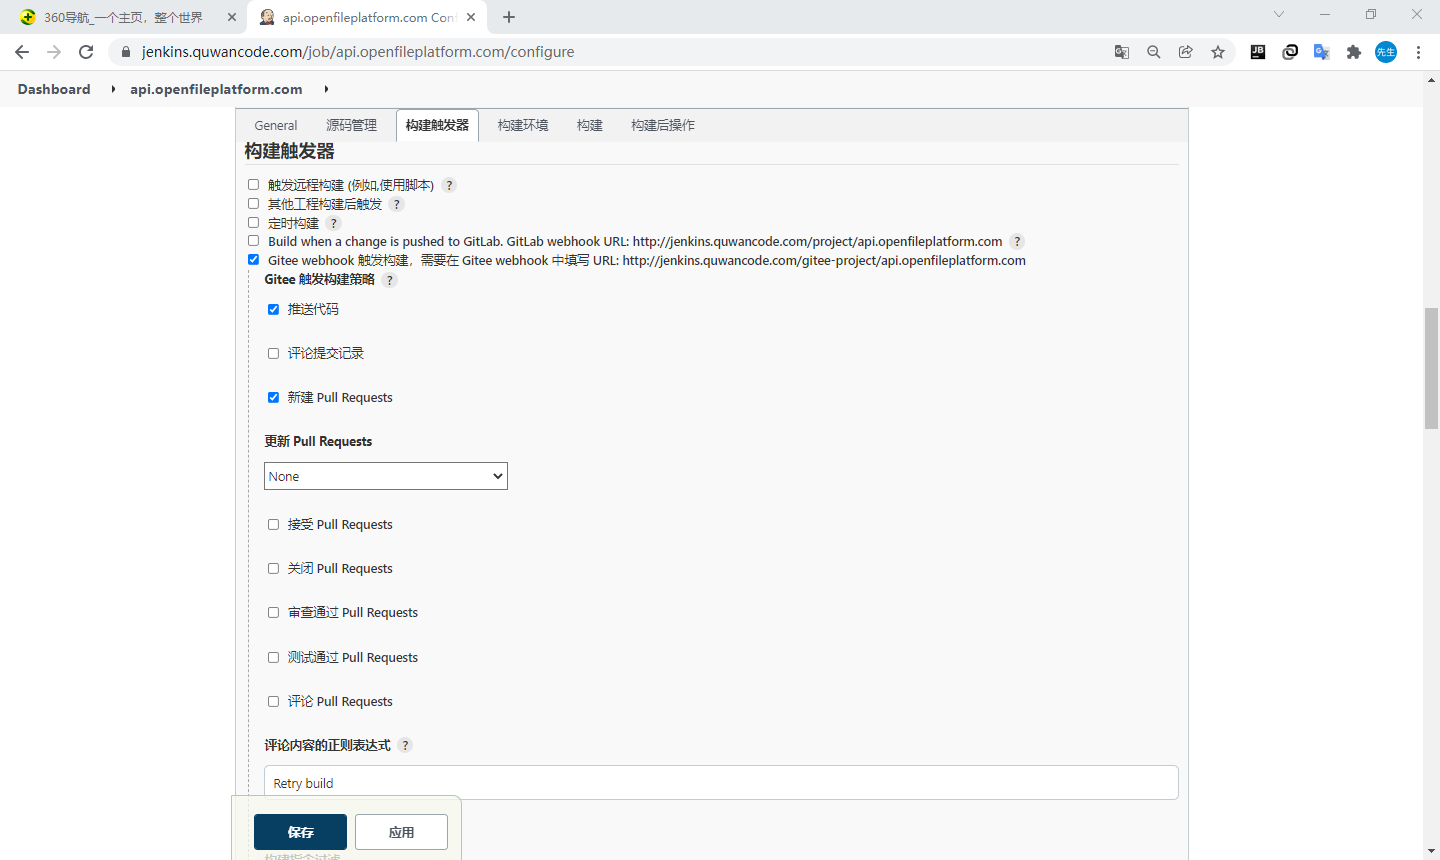 360导航_一个主页，整个世界
api.openfileplatform.com Con
jenkins.quwancode.com/job/api.openfileplatform.com/configure
JB
先生
Dashboard
api.openfileplatform.com
General
源码管理
构建触发器
构建环境
构建
构建后操作
构建触发器
触发远程构建 (例如,使用脚本) ?
其他工程构建后触发 ?
定时构建 ?
Build when a change is pushed to GitLab. GitLab webhook URL: http://jenkins.quwancode.com/project/api.openfileplatform.com ?
Gitee webhook 触发构建，需要在 Gitee webhook 中填写 URL: http://jenkins.quwancode.com/gitee-project/api.openfileplatform.com
Gitee 触发构建策略 ?
推送代码
评论提交记录
新建 Pull Requests
更新 Pull Requests
None
接受 Pull Requests
关闭 Pull Requests
审查通过 Pull Requests
测试通过 Pull Requests
评论 Pull Requests
评论内容的正则表达式 ?
Retry build
保存
应用
构建指令过滤